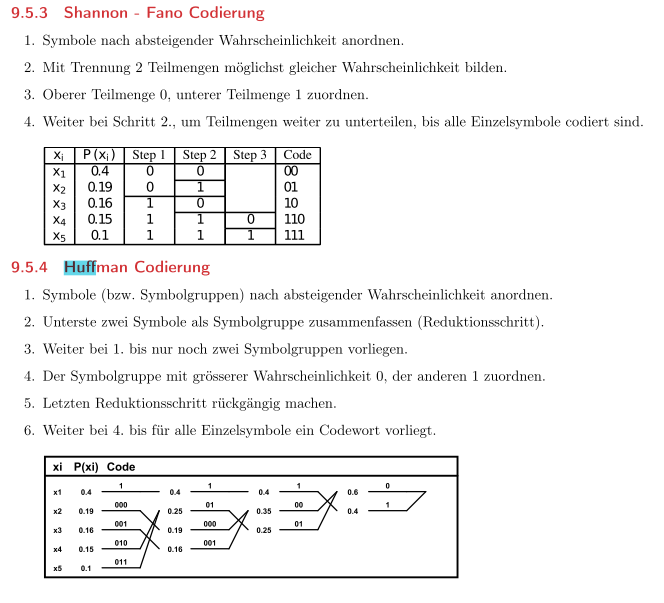 9.5.3 Shannon - Fano Codierung
1. Symbole nach absteigender Wahrscheinlichkeit anordnen.
2. Mit Trennung 2 Teilmengen möglichst gleicher Wahrscheinlichkeit bilden.
3. Oberer Teilmenge 0, unterer Teilmenge 1 zuordnen.
4. Weiter bei Schritt 2., um Teilmengen weiter zu unterteilen, bis alle Einzelsymbole codiert sind.
xi P(xi) Step 1 Step 2 Step 3 Code
x1 0.4 0 0 00
x2 0.19 0 1 01
x3 0.16 1 0 10
x4 0.15 1 1 0 110
x5 0.1 1 1 1 111
9.5.4 Huffman Codierung
1. Symbole (bzw. Symbolgruppen) nach absteigender Wahrscheinlichkeit anordnen.
2. Unterste zwei Symbole als Symbolgruppe zusammenfassen (Reduktionsschritt).
3. Weiter bei 1. bis nur noch zwei Symbolgruppen vorliegen.
4. Der Symbolgruppe mit grösserer Wahrscheinlichkeit 0, der anderen 1 zuordnen.
5. Letzten Reduktionsschritt rückgängig machen.
6. Weiter bei 4. bis für alle Einzelsymbole ein Codewort vorliegt.
xi P(xi) Code
x1 0.4 1 0.4 1 0.4 1 0.6 0
x2 0.19 000 0.25 01 0.35 00 0.4 1
x3 0.16 001 0.19 000 0.25 01
x4 0.15 010 0.16 001
x5 0.1 011